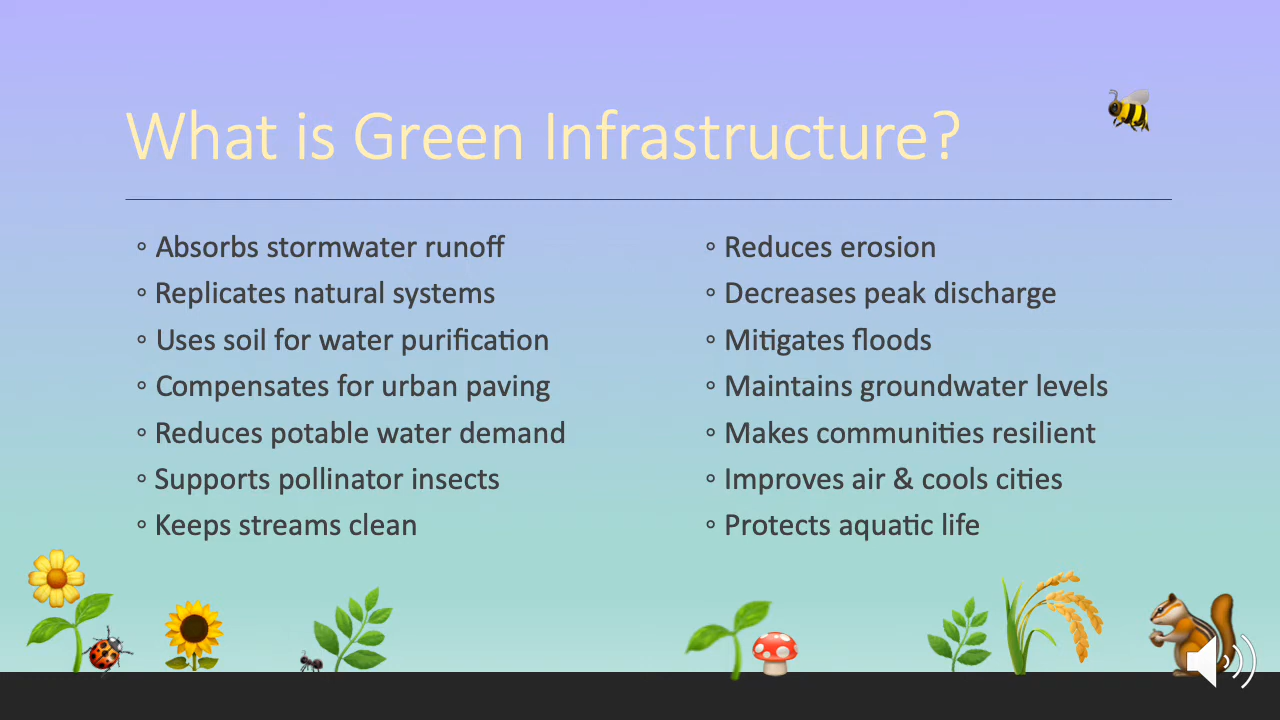 What is Green Infrastructure?
◦ Absorbs stormwater runoff
◦ Replicates natural systems
◦ Uses soil for water purification
◦ Compensates for urban paving
◦ Reduces potable water demand
◦ Supports pollinator insects
◦ Keeps streams clean
◦ Reduces erosion
◦ Decreases peak discharge
◦ Mitigates floods
◦ Maintains groundwater levels
◦ Makes communities resilient
◦ Improves air & cools cities
◦ Protects aquatic life